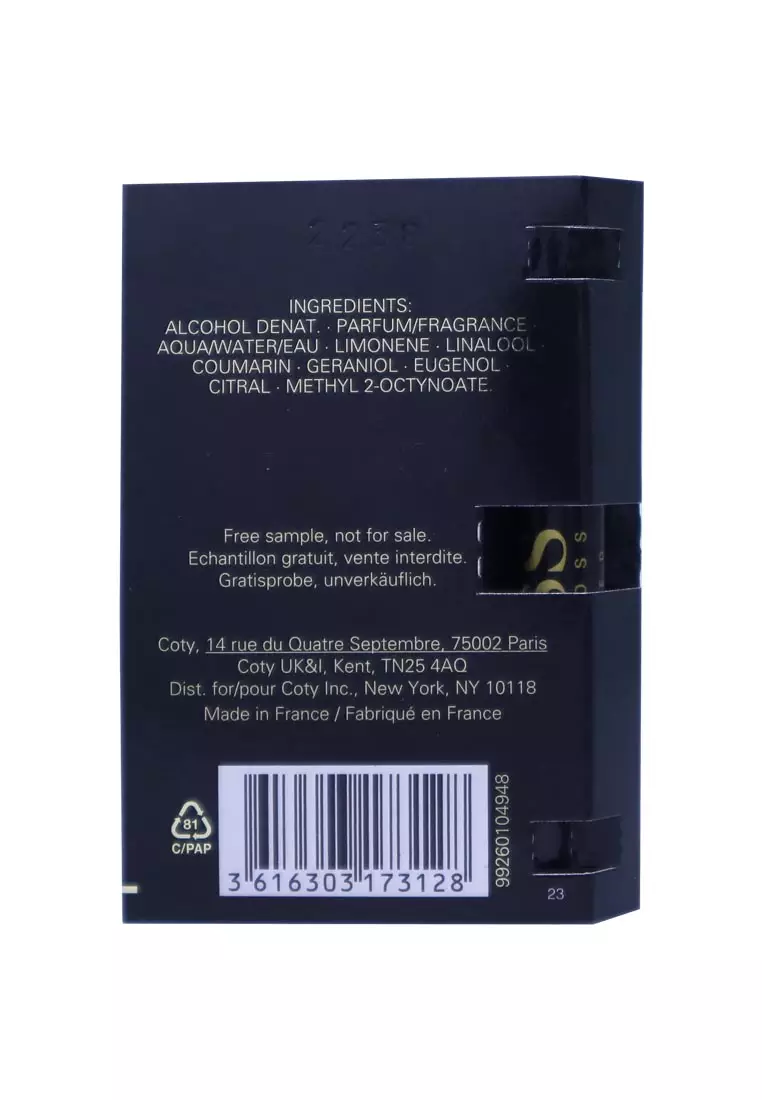 INGREDIENTS:
ALCOHOL DENAT. · PARFUM/FRAGRANCE ·
AQUA/WATER/EAU · LIMONENE · LINALOOL ·
COUMARIN · GERANIOL · EUGENOL ·
CITRAL · METHYL 2-OCTYNOATE.
Free sample, not for sale.
Echantillon gratuit, vente interdite.
Gratisprobe, unverkäuflich.
Coty, 14 rue du Quatre Septembre, 75002 Paris
Coty UK&I, Kent, TN25 4AQ
Dist. for/pour Coty Inc., New York, NY 10118
Made in France / Fabriqué en France
81
C/PAP
3 616303 173128
99260104948
23